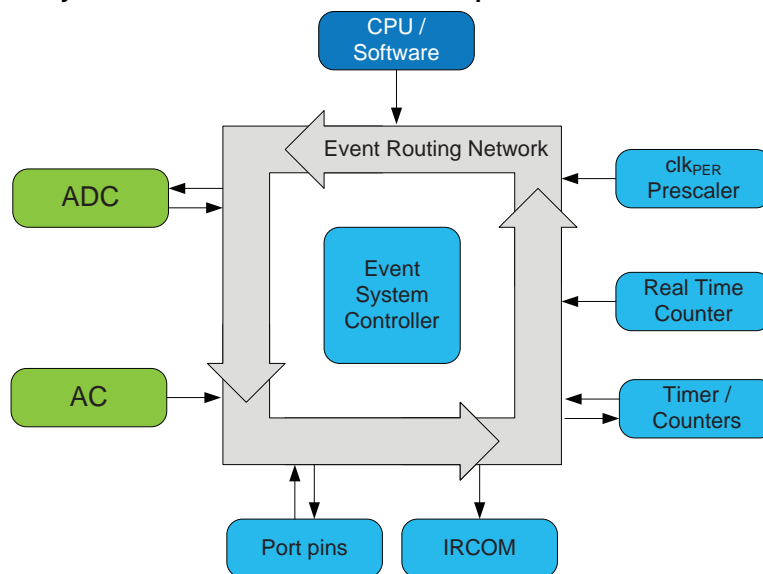 CPU /
Software
Event Routing Network
ADC
clkPER
Prescaler
Event
System
Controller
Real Time
Counter
AC
Timer /
Counters
Port pins
IRCOM